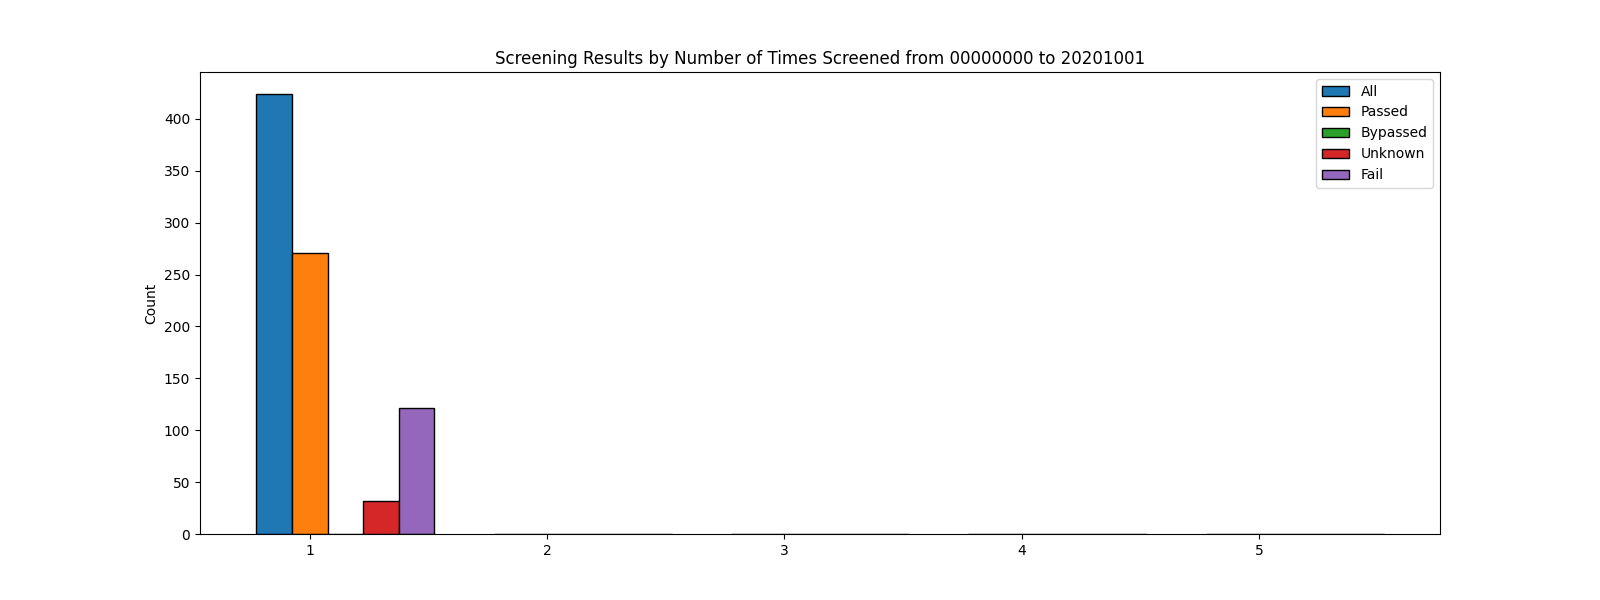 Screening Results by Number of Times Screened from 00000000 to 20201001
All
Passed
Bypassed
Unknown
Fail
Count
400
350
300
250
200
150
100
50
0
1 2 3 4 5